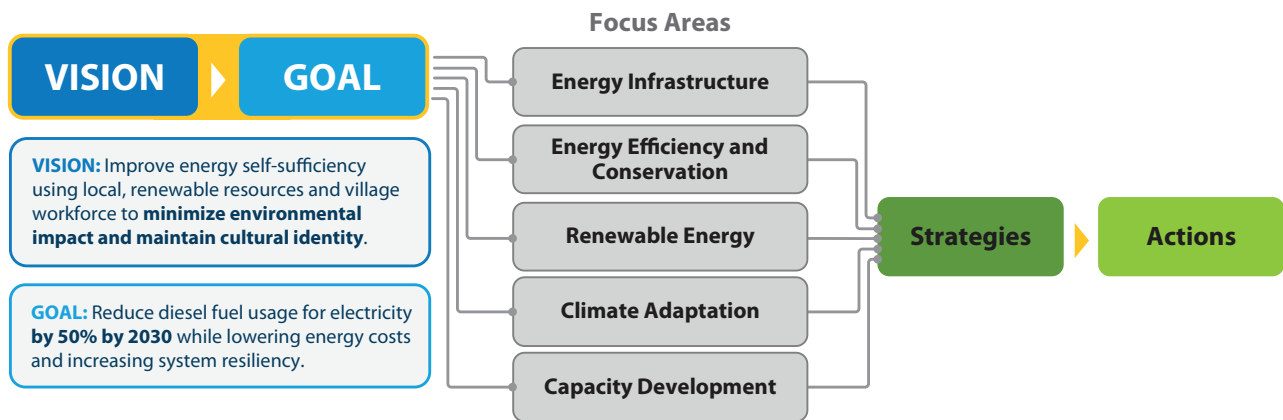 Focus Areas
VISION
GOAL
VISION: Improve energy self-sufficiency
using local, renewable resources and village
workforce to minimize environmental
impact and maintain cultural identity.
GOAL: Reduce diesel fuel usage for electricity
by 50% by 2030 while lowering energy costs
and increasing system resiliency.
Energy Infrastructure
Energy Efficiency and
Conservation
Renewable Energy
Climate Adaptation
Capacity Development
Strategies
Actions